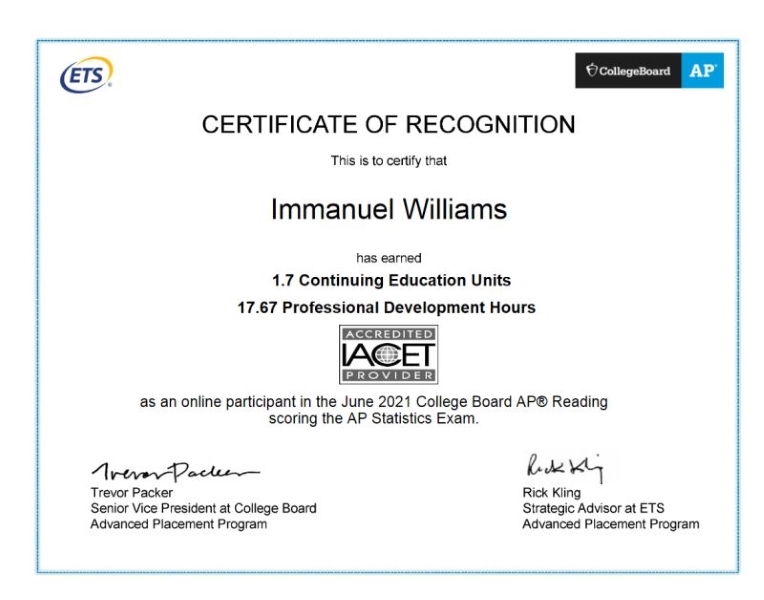 ETS
CollegeBoard AP
CERTIFICATE OF RECOGNITION
This is to certify that
Immanuel Williams
has earned
1.7 Continuing Education Units
17.67 Professional Development Hours
ACCREDITED
IACET
PROVIDER
as an online participant in the June 2021 College Board AP® Reading
scoring the AP Statistics Exam.
Trevor Packer
Rick Kling
Trevor Packer
Senior Vice President at College Board
Advanced Placement Program
Rick Kling
Strategic Advisor at ETS
Advanced Placement Program